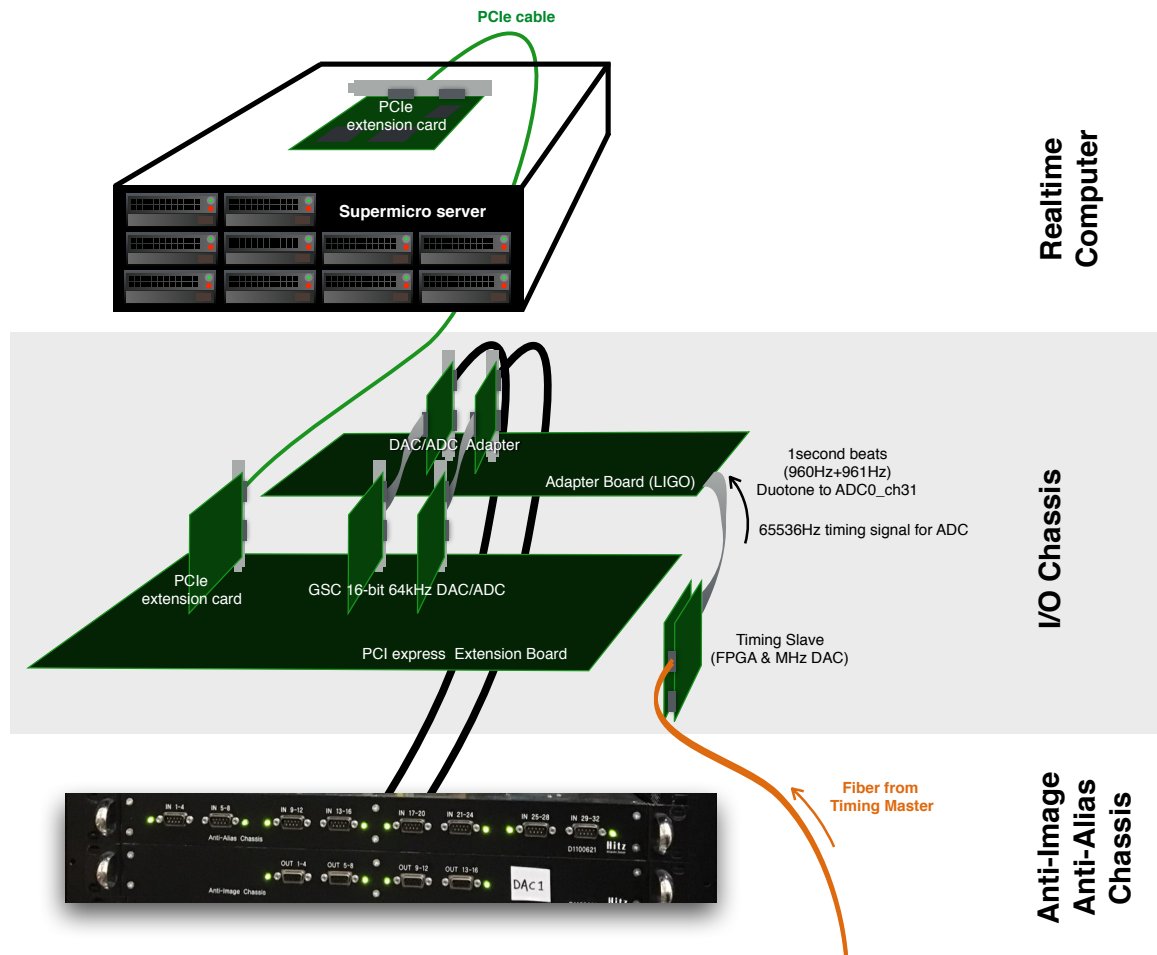 PCIe cable
PCIe
extension card
Supermicro server
Realtime
Computer
DAC/ADC Adapter
Adapter Board (LIGO)
1second beats
(960Hz+961Hz)
Duotone to ADC0_ch31
65536Hz timing signal for ADC
PCIe
extension card
GSC 16-bit 64kHz DAC/ADC
PCI express Extension Board
Timing Slave
(FPGA & MHz DAC)
I/O Chassis
Fiber from
Timing Master
Anti-Image
Anti-Alias
Chassis
IN 1-4 IN 5-8 IN 9-12 IN 13-16 IN 17-20 IN 21-24 IN 25-28 IN 29-32
Anti-Alias Chassis
D1100621
Hitz
OUT 1-4 OUT 5-8 OUT 9-12 OUT 13-16
Anti-Image Chassis
DAC1